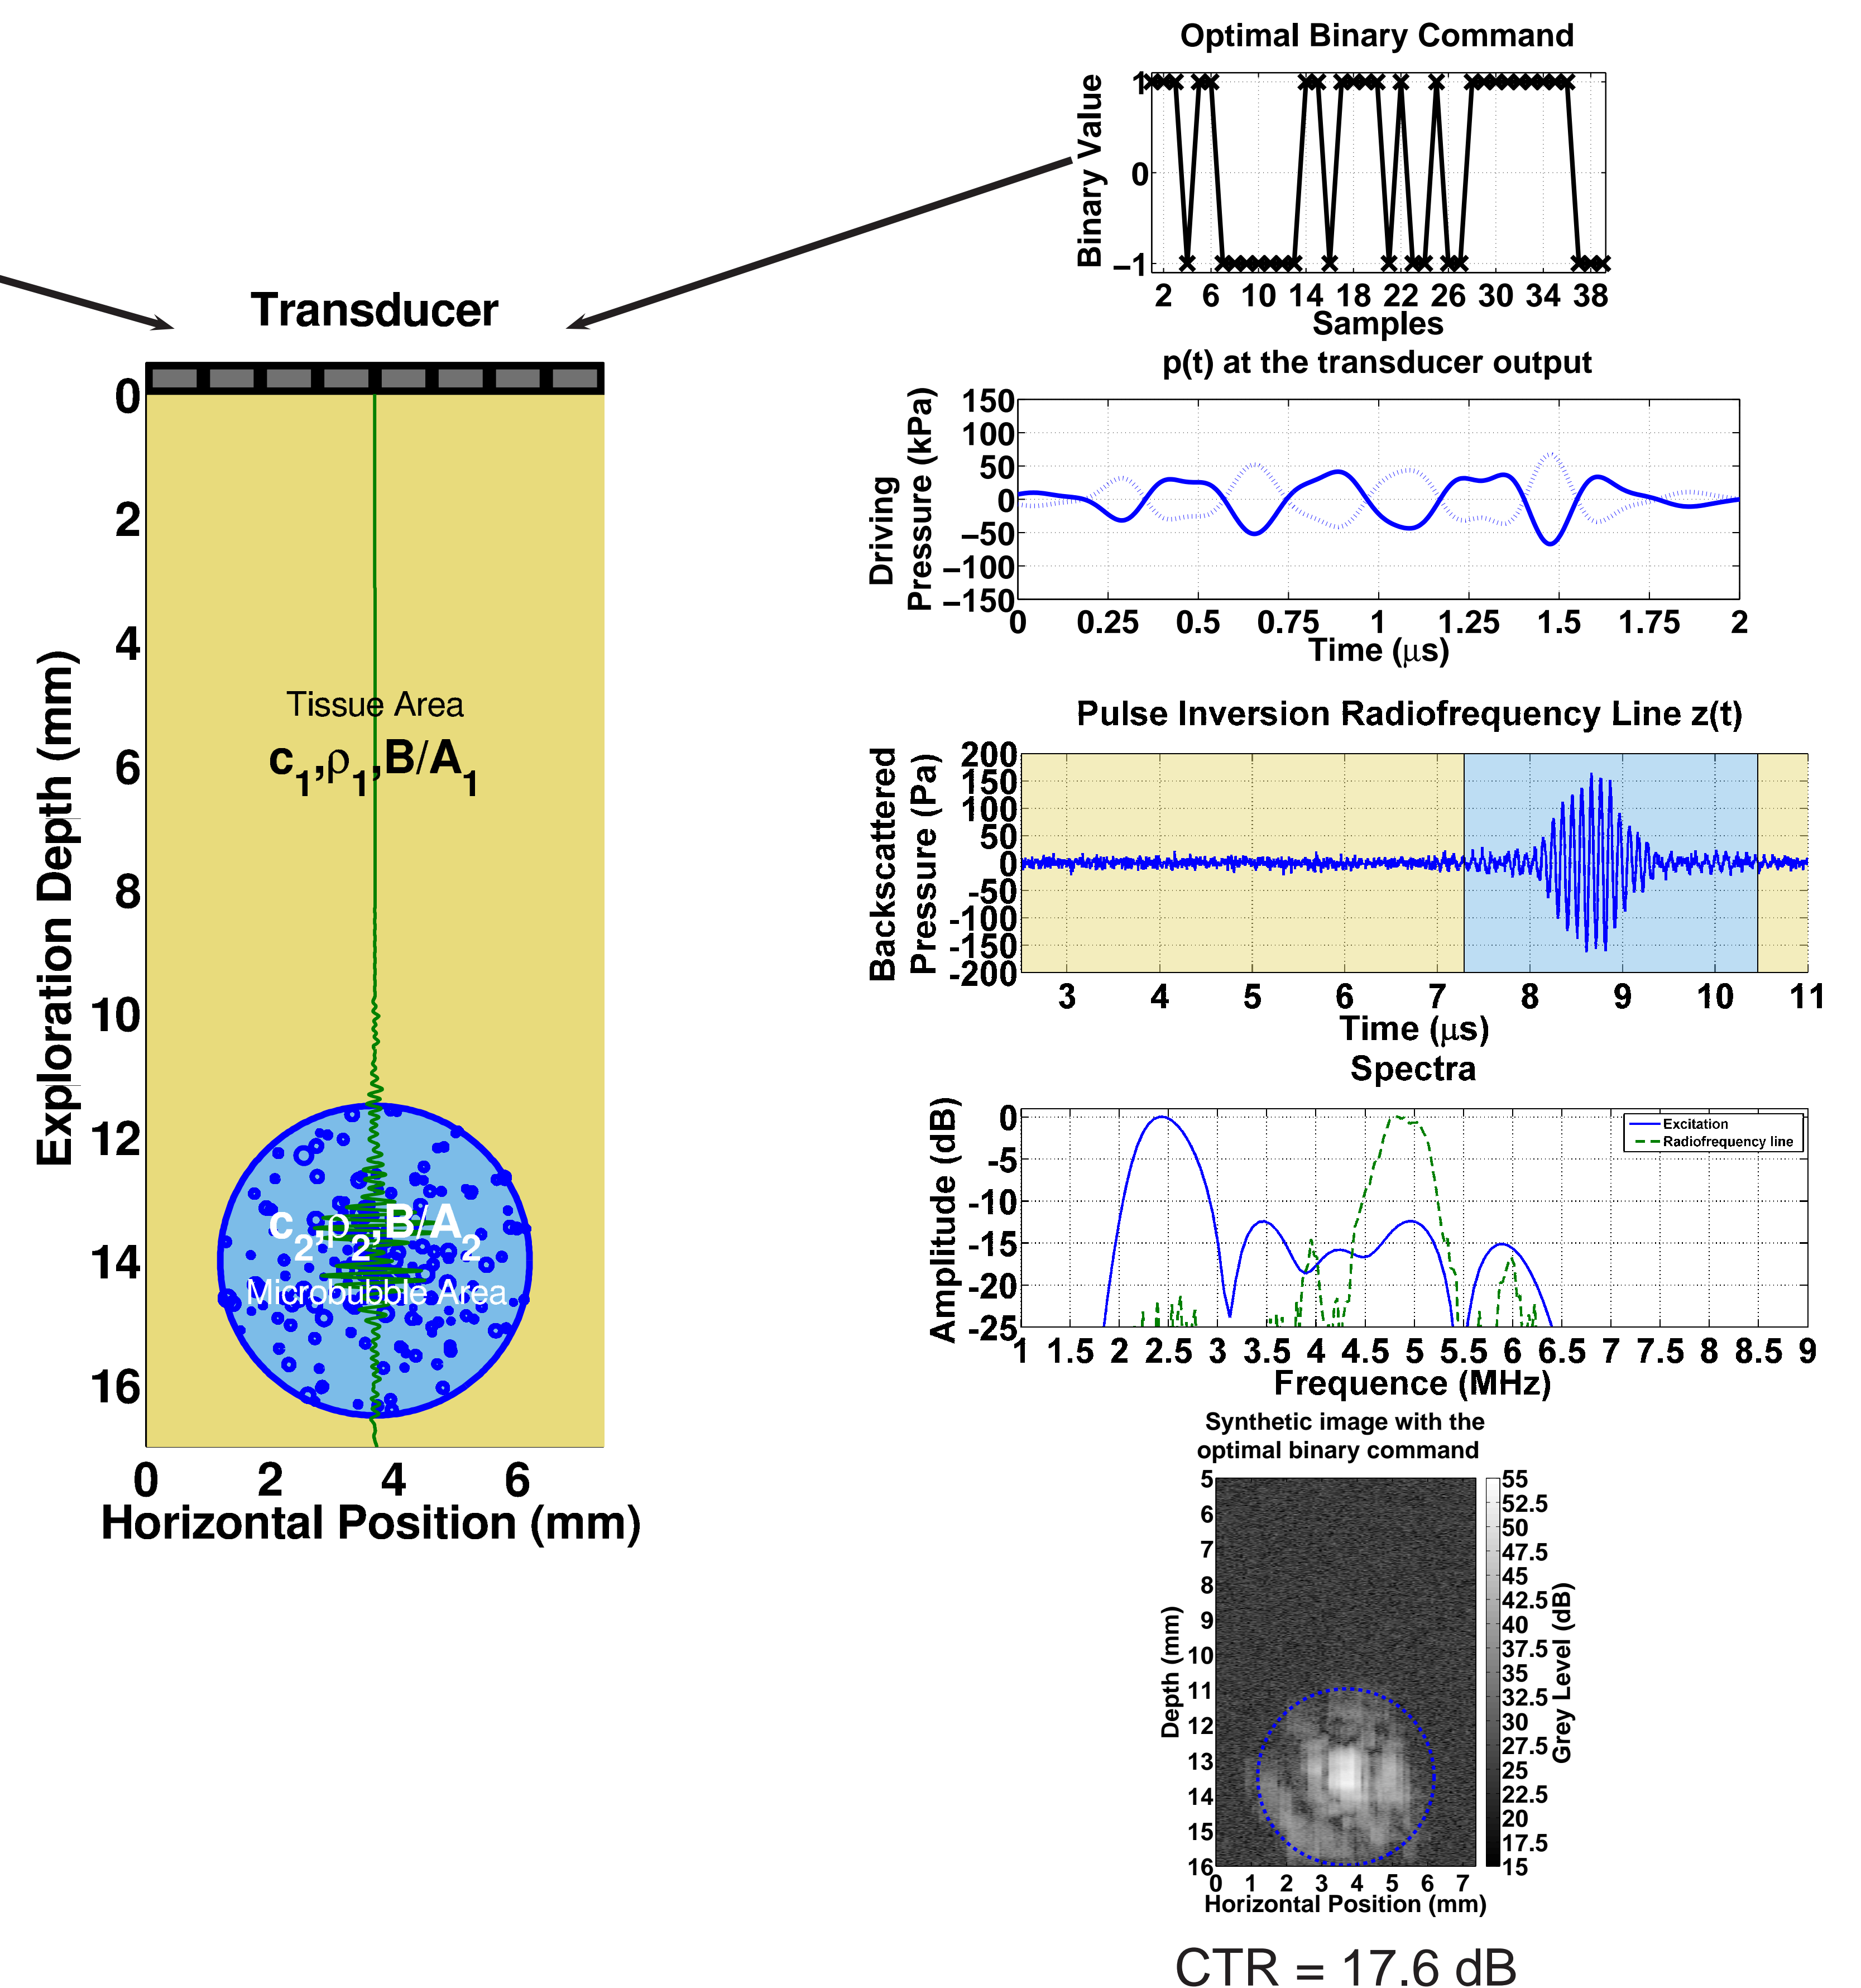 Optimal Binary Command
Binary Value
1
0
−1
2 6 10 14 18 22 26 30 34 38
Samples
Transducer
Exploration Depth (mm)
0
2
4
6
8
10
12
14
16
Tissue Area
c1,ρ1,B/A1
c2,ρ2,B/A2
Microbubble Area
0 2 4 6
Horizontal Position (mm)
p(t) at the transducer output
Driving
Pressure (kPa)
150
100
50
0
−50
−100
−150
0 0.25 0.5 0.75 1 1.25 1.5 1.75 2
Time (μs)
Pulse Inversion Radiofrequency Line z(t)
Backscattered
Pressure (Pa)
200
150
100
50
0
-50
-100
-150
-200
3 4 5 6 7 8 9 10 11
Time (μs)
Spectra
Amplitude (dB)
0
-5
-10
-15
-20
-25
Excitation
Radiofrequency line
1 1.5 2 2.5 3 3.5 4 4.5 5 5.5 6 6.5 7 7.5 8 8.5 9
Frequence (MHz)
Synthetic image with the
optimal binary command
Depth (mm)
5
6
7
8
9
10
11
12
13
14
15
16
0 1 2 3 4 5 6 7
Horizontal Position (mm)
55
52.5
50
47.5
45
42.5
40
37.5
35
32.5
30
27.5
25
22.5
20
17.5
15
Grey Level (dB)
CTR = 17.6 dB